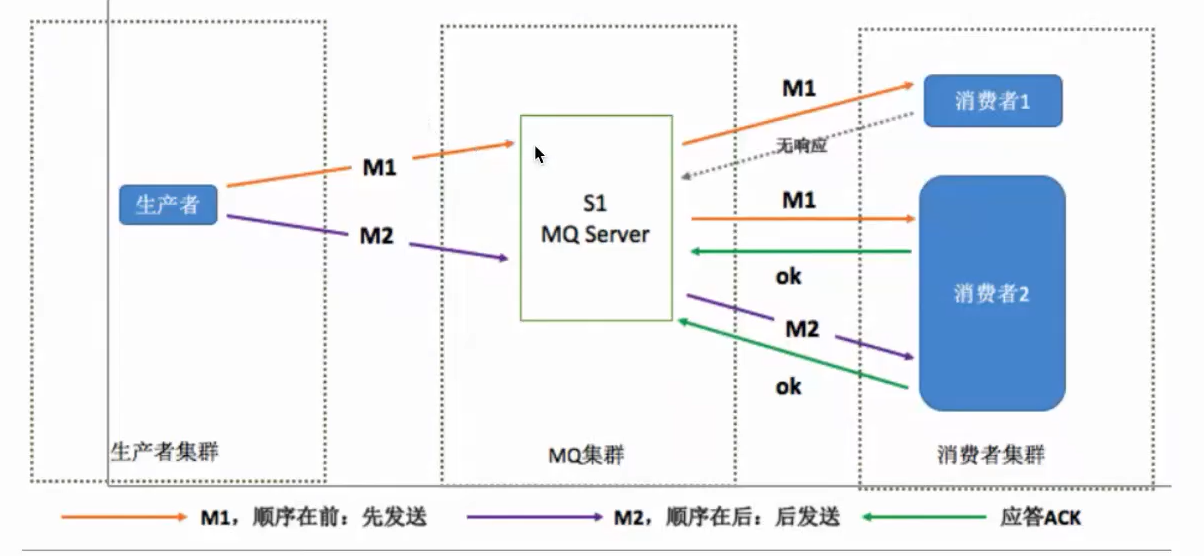 M1
消费者1
无响应
M1
生产者
M2
S1
MQ Server
M1
ok
消费者2
M2
ok
生产者集群
MQ集群
消费者集群
M1，顺序在前：先发送
M2，顺序在后：后发送
应答ACK